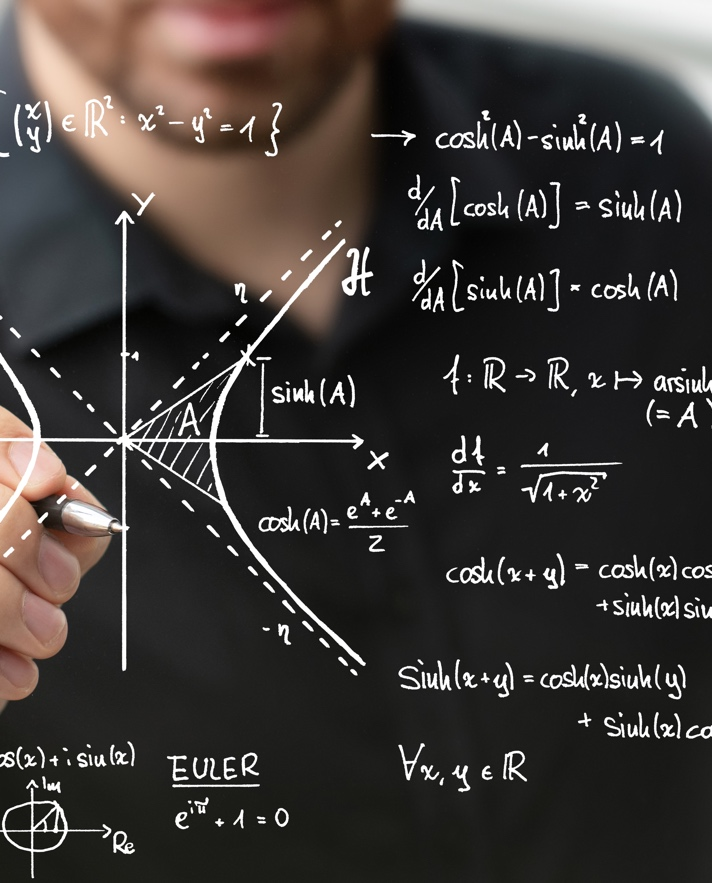 {(x y) ∈ ℝ² : x² - y² = 1}
→ cosh²(A) - sinh²(A) = 1
d/dA [cosh(A)] = sinh(A)
d/dA [sinh(A)] = cosh(A)
f: ℝ → ℝ, x ↦ arsinh
(= A)
df/dx = 1/√(1+x²)
cosh(x+y) = cosh(x)cos
+sinh(x)sin
Sinh(x+y) = cosh(x)sinh(y)
+ Sinh(x)co
∀x, y ∈ ℝ
Y
η
ℋ
1
A
sinh(A)
X
cosh(A) = (e^A + e^-A)/2
-η
os(x) + i sin(x)
Im
Re
EULER
e^iπ + 1 = 0